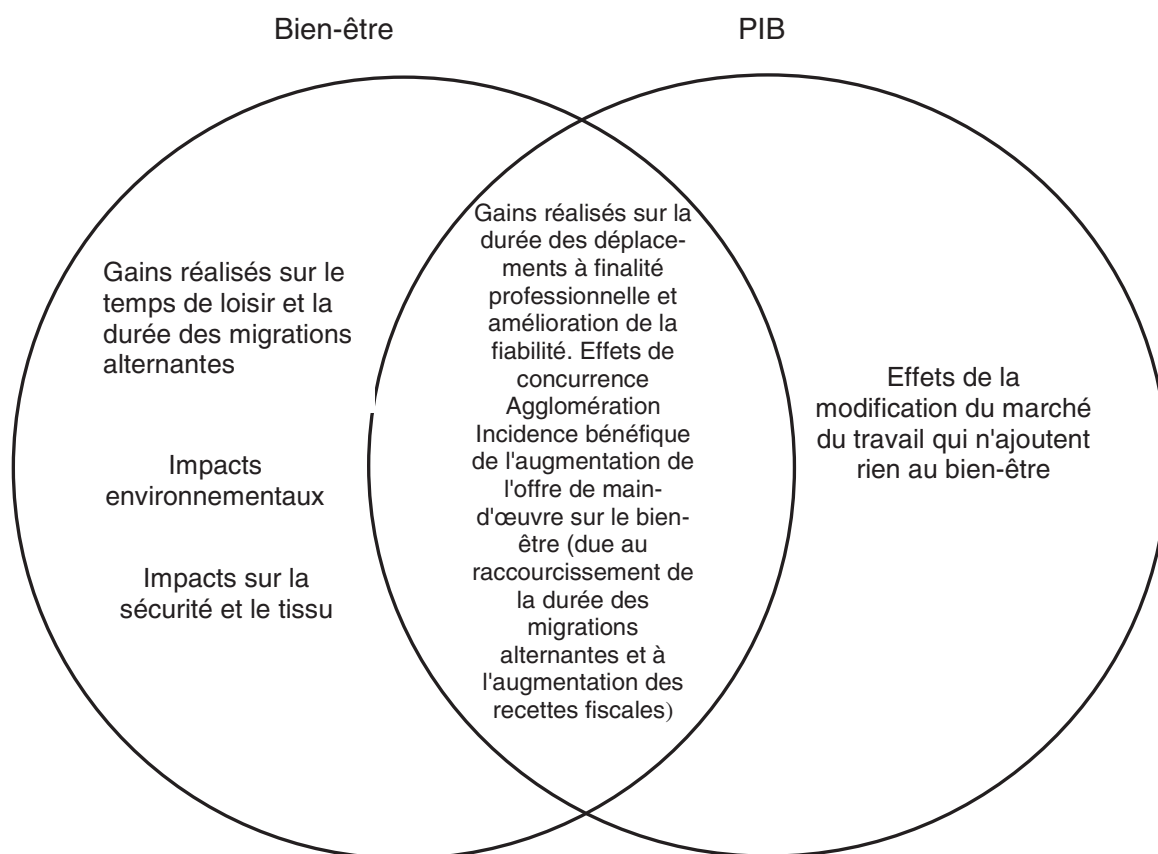 Bien-être
PIB
Gains réalisés sur le
temps de loisir et la
durée des migrations
alternantes
Impacts
environnementaux
Impacts sur la
sécurité et le tissu
Gains réalisés sur la
durée des déplace-
ments à finalité
professionnelle et
amélioration de la
fiabilité. Effets de
concurrence
Agglomération
Incidence bénéfique
de l'augmentation de
l'offre de main-
d'œuvre sur le bien-
être (due au
raccourcissement de
la durée des
migrations
alternantes et à
l'augmentation des
recettes fiscales)
Effets de la
modification du marché
du travail qui n'ajoutent
rien au bien-être